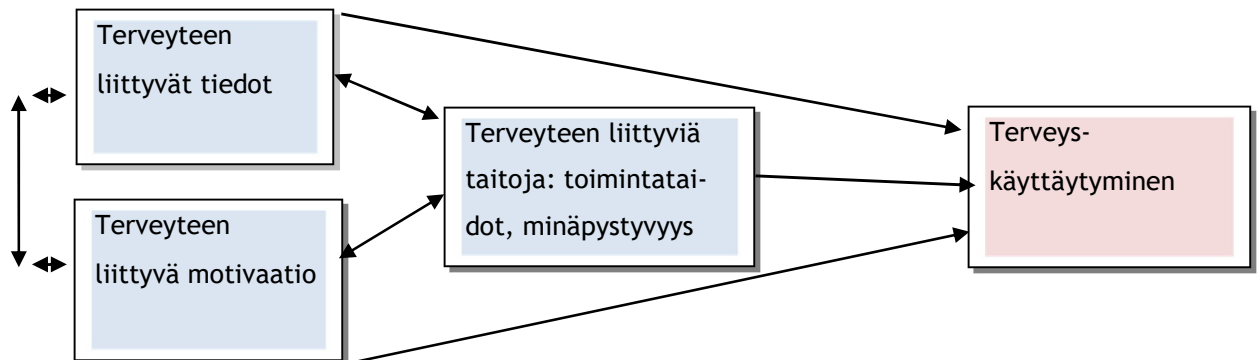 Terveyteen
liittyvät tiedot
Terveyteen
liittyvä motivaatio
Terveyteen liittyviä
taitoja: toimintatai-
dot, minäpystyvyys
Terveys-
käyttäytyminen